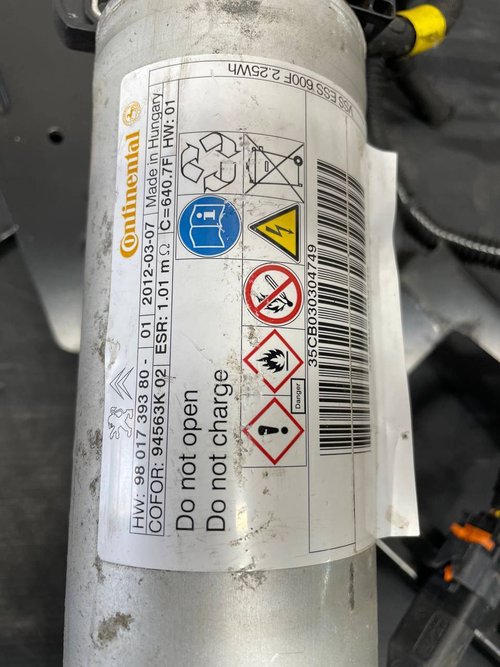 VSS ESS 600F 2.25Wh
Continental
HW: 98 017 393 80 - 01 2012-03-07 Made in Hungary
COFOR: 94563K 02 ESR: 1.01 mΩ C=640.7F HW: 01
Do not open
Do not charge
Danger
35CB030304749